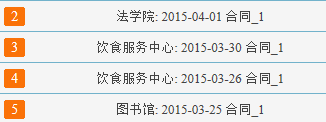 2 法学院: 2015-04-01 合同_1
3 饮食服务中心: 2015-03-30 合同_1
4 饮食服务中心: 2015-03-26 合同_1
5 图书馆: 2015-03-25 合同_1